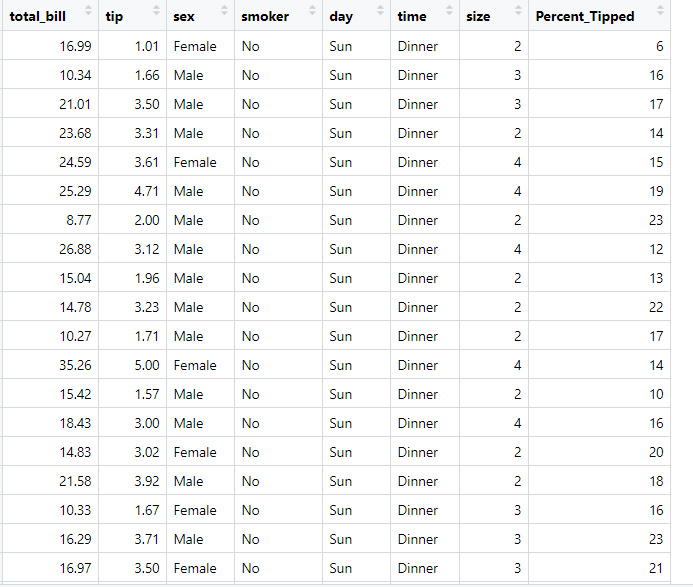 total_bill tip sex smoker day time size Percent_Tipped
16.99 1.01 Female No Sun Dinner 2 6
10.34 1.66 Male No Sun Dinner 3 16
21.01 3.50 Male No Sun Dinner 3 17
23.68 3.31 Male No Sun Dinner 2 14
24.59 3.61 Female No Sun Dinner 4 15
25.29 4.71 Male No Sun Dinner 4 19
8.77 2.00 Male No Sun Dinner 2 23
26.88 3.12 Male No Sun Dinner 4 12
15.04 1.96 Male No Sun Dinner 2 13
14.78 3.23 Male No Sun Dinner 2 22
10.27 1.71 Male No Sun Dinner 2 17
35.26 5.00 Female No Sun Dinner 4 14
15.42 1.57 Male No Sun Dinner 2 10
18.43 3.00 Male No Sun Dinner 4 16
14.83 3.02 Female No Sun Dinner 2 20
21.58 3.92 Male No Sun Dinner 2 18
10.33 1.67 Female No Sun Dinner 3 16
16.29 3.71 Male No Sun Dinner 3 23
16.97 3.50 Female No Sun Dinner 3 21